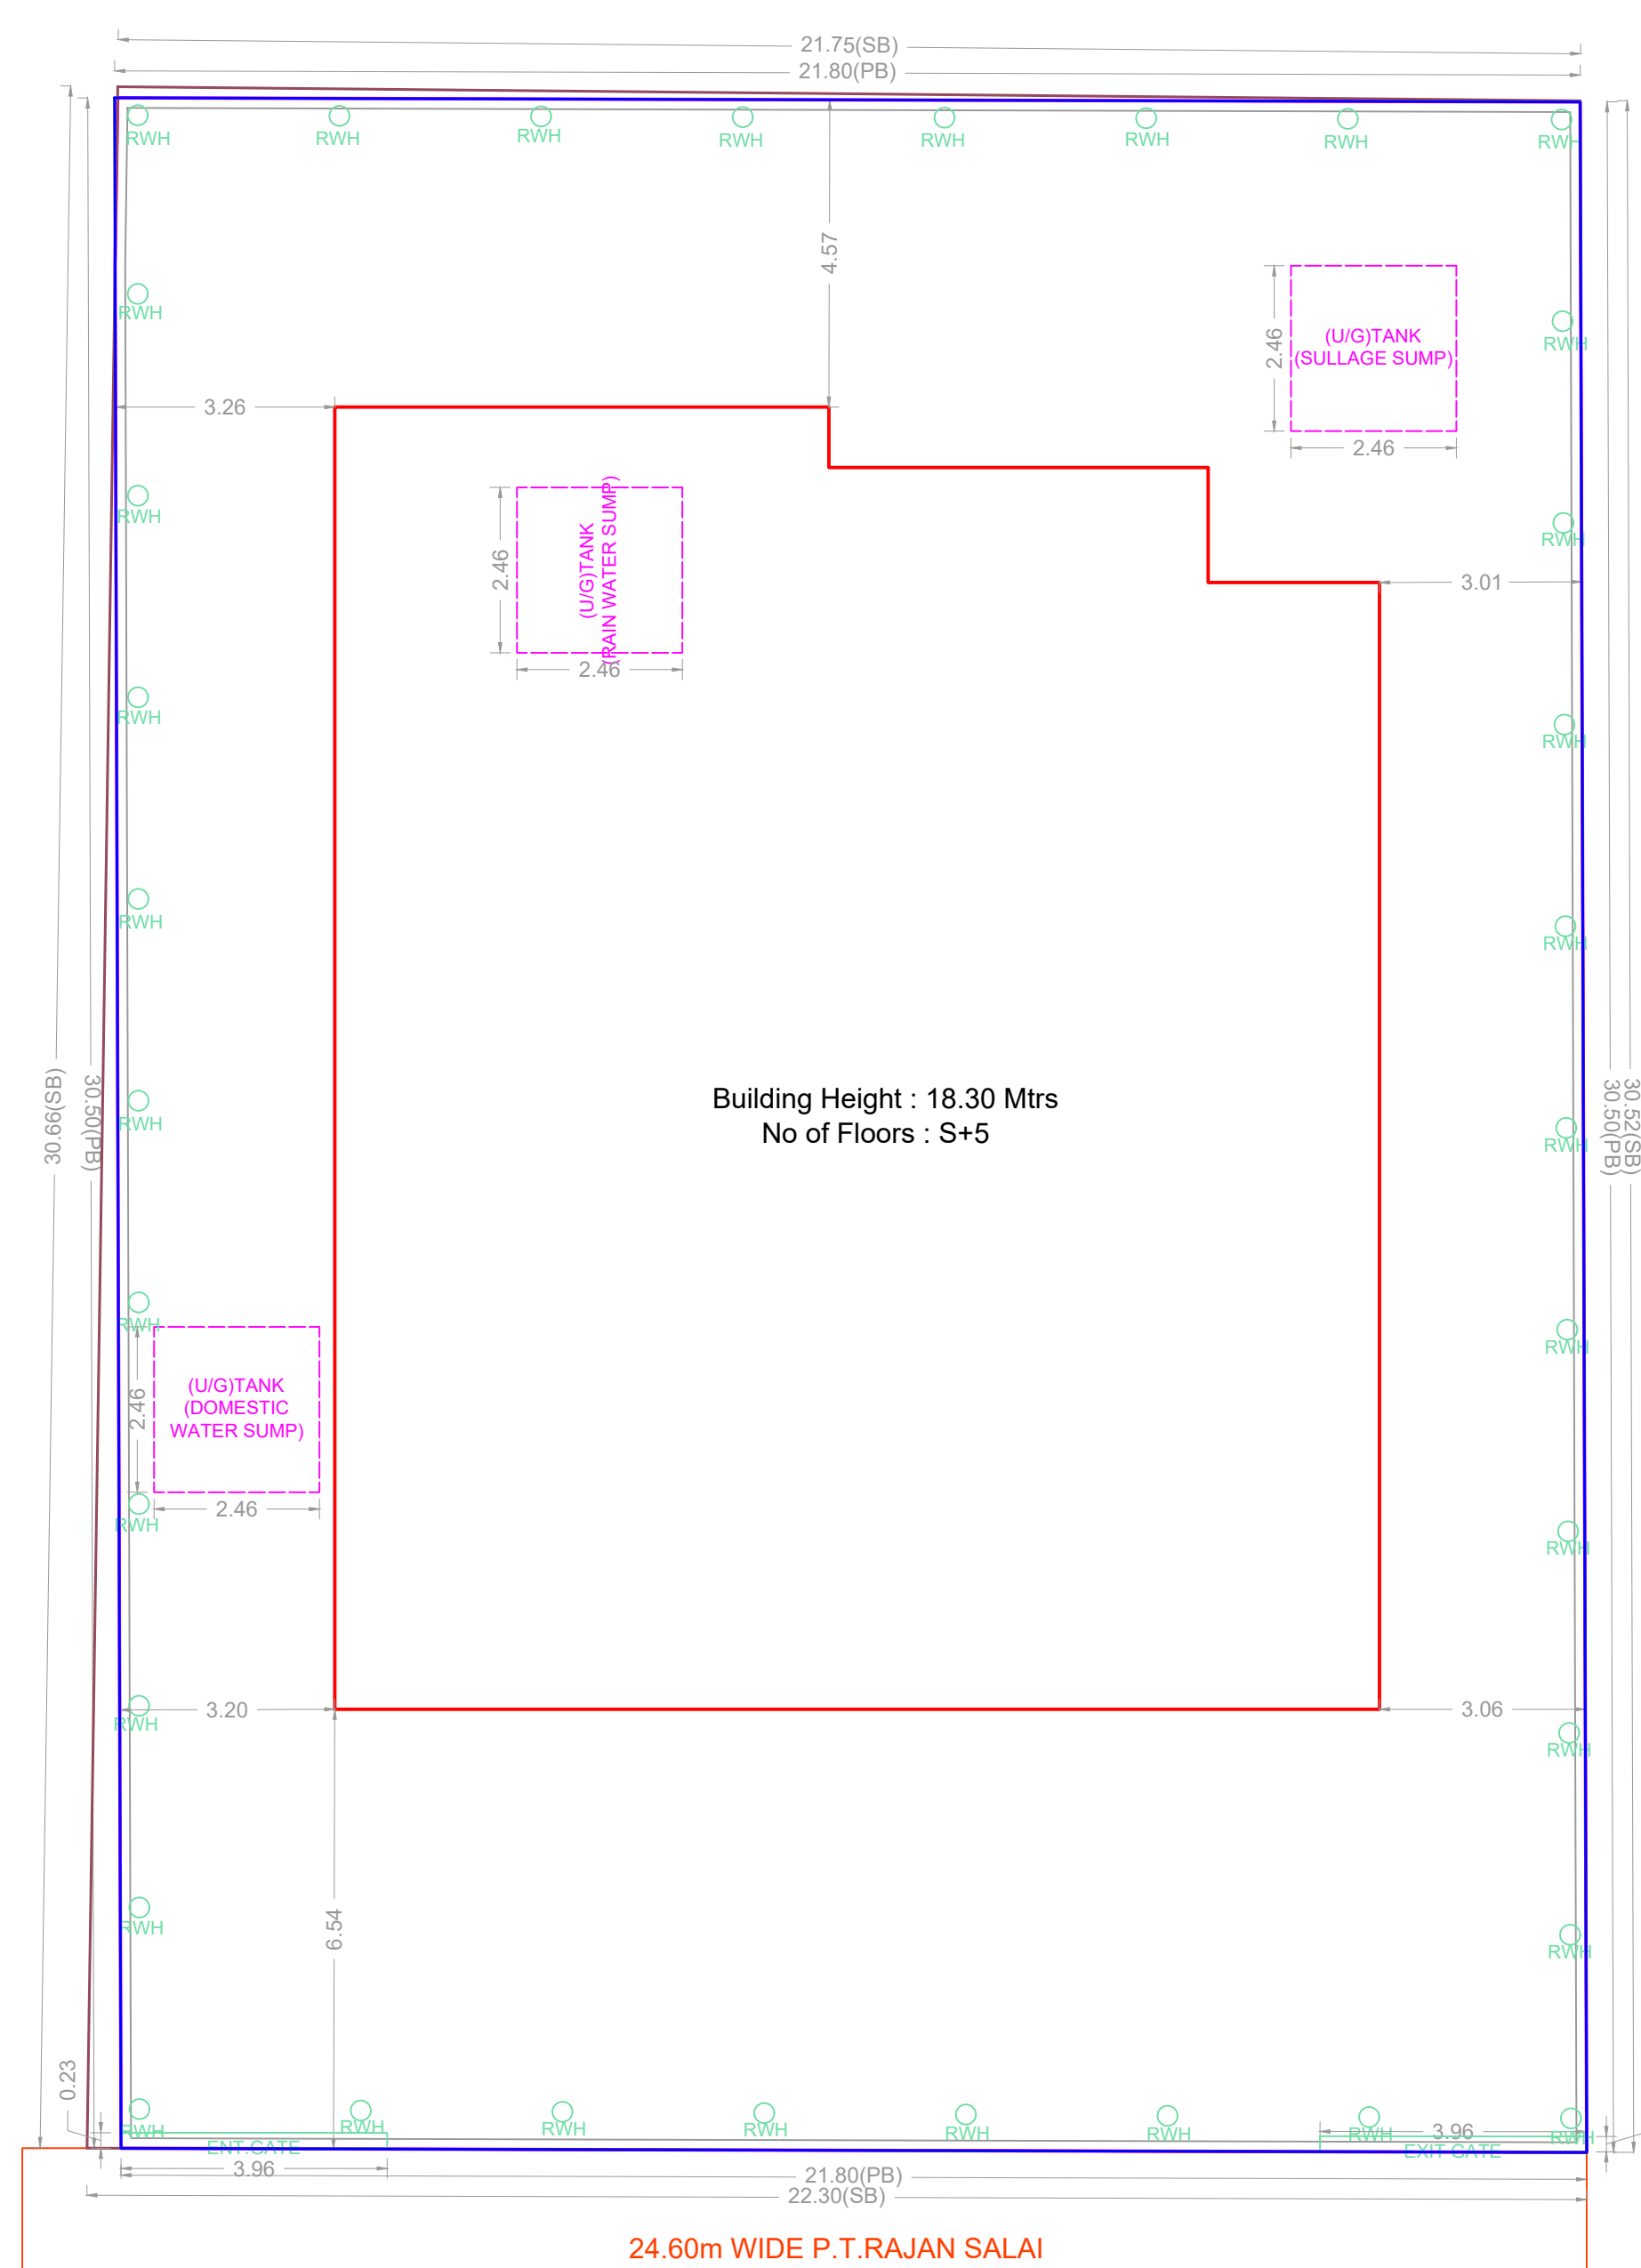 21.75(SB)
21.80(PB)
RWH
RWH
RWH
RWH
RWH
RWH
RWH
RWH
4.57
RWH
RWH
2.46
(U/G)TANK
(SULLAGE SUMP)
2.46
3.26
RWH
2.46
(U/G)TANK
(RAIN WATER SUMP)
2.46
RWH
3.01
RWH
RWH
RWH
RWH
30.69(SB)
30.50(PB)
RWH
Building Height : 18.30 Mtrs
No of Floors : S+5
RWH
30.50(PB)
30.52(SB)
RWH
RWH
2.46
(U/G)TANK
(DOMESTIC
WATER SUMP)
2.46
RWH
RWH
RWH
3.20
3.06
RWH
6.54
RWH
RWH
0.23
RWH
RWH
RWH
RWH
RWH
RWH
RWH
3.96
RWH
ENT.GATE
EXIT GATE
3.96
21.80(PB)
22.30(SB)
24.60m WIDE P.T.RAJAN SALAI